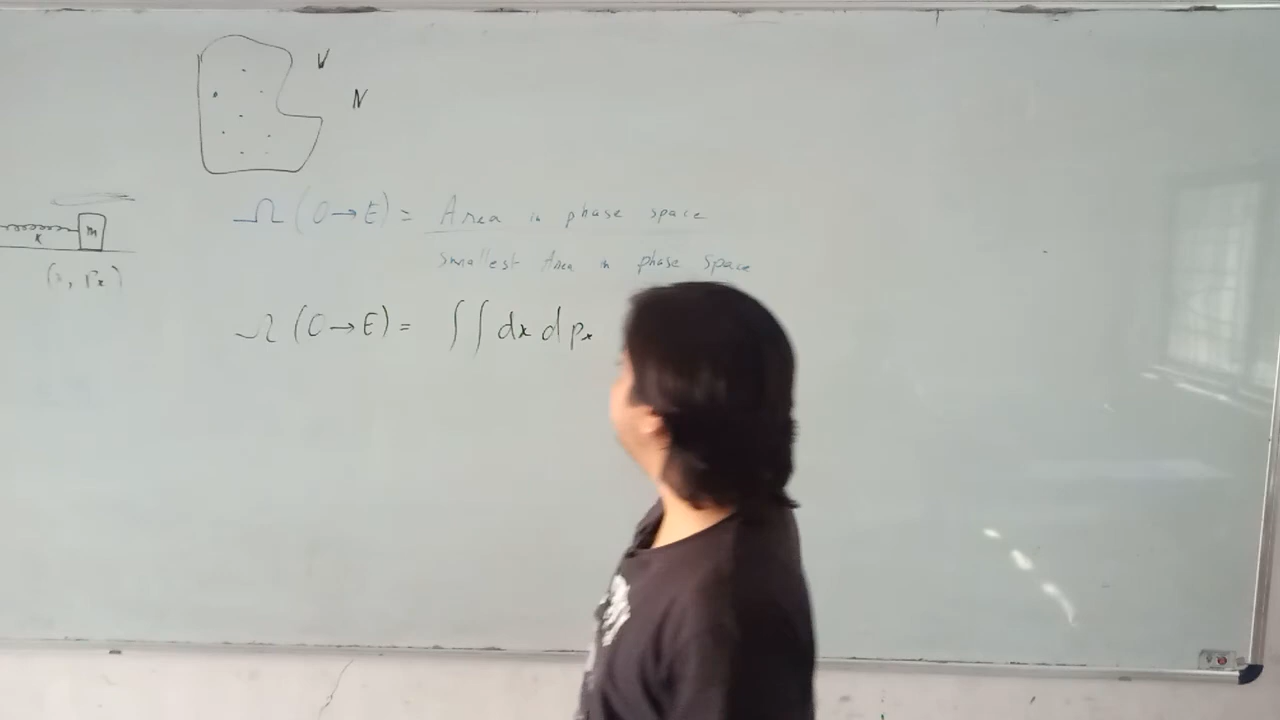 V
N
Ω (0→E) = Area in phase space
smallest Area in phase space
k m
(x, Px)
Ω (0→E) = ∫∫ dx dpx